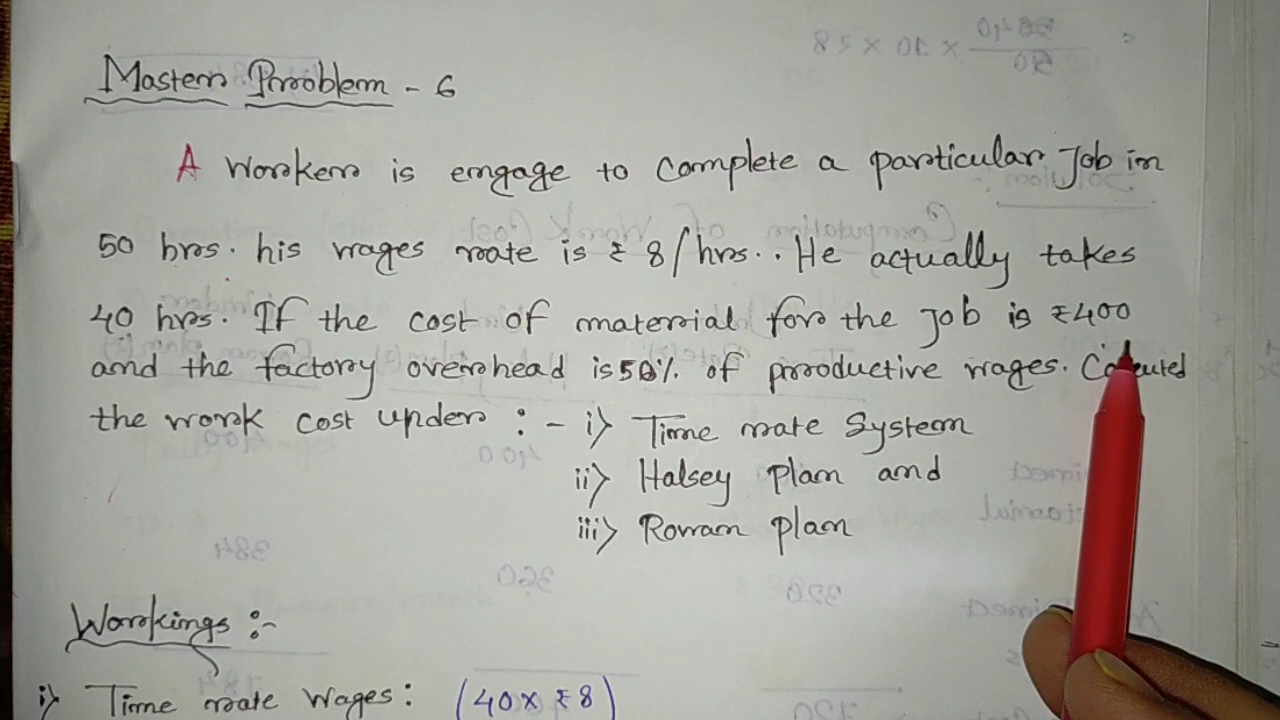 Master Problem - 6
A Worker is engage to complete a particular Job in
50 hrs. his wages rate is ₹ 8/hrs.. He actually takes
40 hrs. If the cost of material for the job is ₹400
and the factory overhead is 50% of productive wages.
the work cost under :- i) Time rate System
ii) Halsey plan and
iii) Rowan plan
Workings :-
i) Time rate wages: (40 x ₹8)